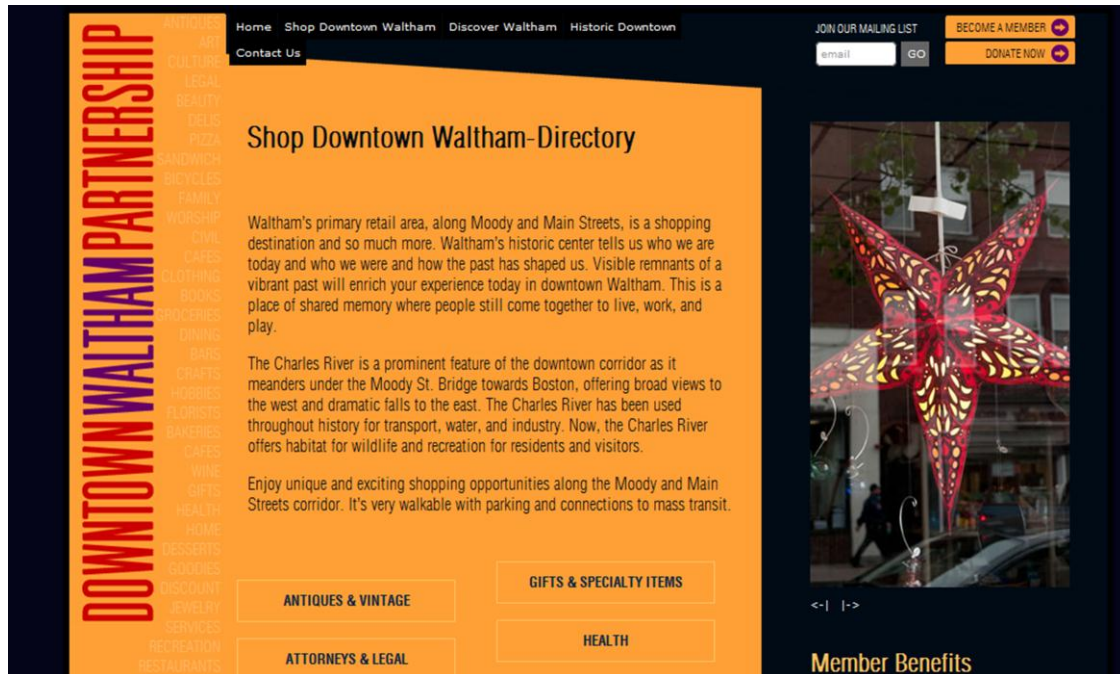 DOWNTOWN WALTHAM PARTNERSHIP
ANTIQUES
ART
CULTURE
LEGAL
BEAUTY
DELIS
PIZZA
SANDWICH
BICYCLES
FAMILY
WORSHIP
CIVIL
CAFES
CLOTHING
BOOKS
GROCERIES
DINING
BARS
CRAFTS
HOBBIES
FLORISTS
BAKERIES
CAFES
WINE
GIFTS
HEALTH
HOME
DESSERTS
GOODIES
DISCOUNT
JEWELRY
SERVICES
RECREATION
RESTAURANTS
Home Shop Downtown Waltham Discover Waltham Historic Downtown
Contact Us
JOIN OUR MAILING LIST
email GO
BECOME A MEMBER
DONATE NOW
Shop Downtown Waltham-Directory
Waltham's primary retail area, along Moody and Main Streets, is a shopping
destination and so much more. Waltham's historic center tells us who we are
today and who we were and how the past has shaped us. Visible remnants of a
vibrant past will enrich your experience today in downtown Waltham. This is a
place of shared memory where people still come together to live, work, and
play.
The Charles River is a prominent feature of the downtown corridor as it
meanders under the Moody St. Bridge towards Boston, offering broad views to
the west and dramatic falls to the east. The Charles River has been used
throughout history for transport, water, and industry. Now, the Charles River
offers habitat for wildlife and recreation for residents and visitors.
Enjoy unique and exciting shopping opportunities along the Moody and Main
Streets corridor. It's very walkable with parking and connections to mass transit.
ANTIQUES & VINTAGE
ATTORNEYS & LEGAL
GIFTS & SPECIALTY ITEMS
HEALTH
<-| |->
Member Benefits